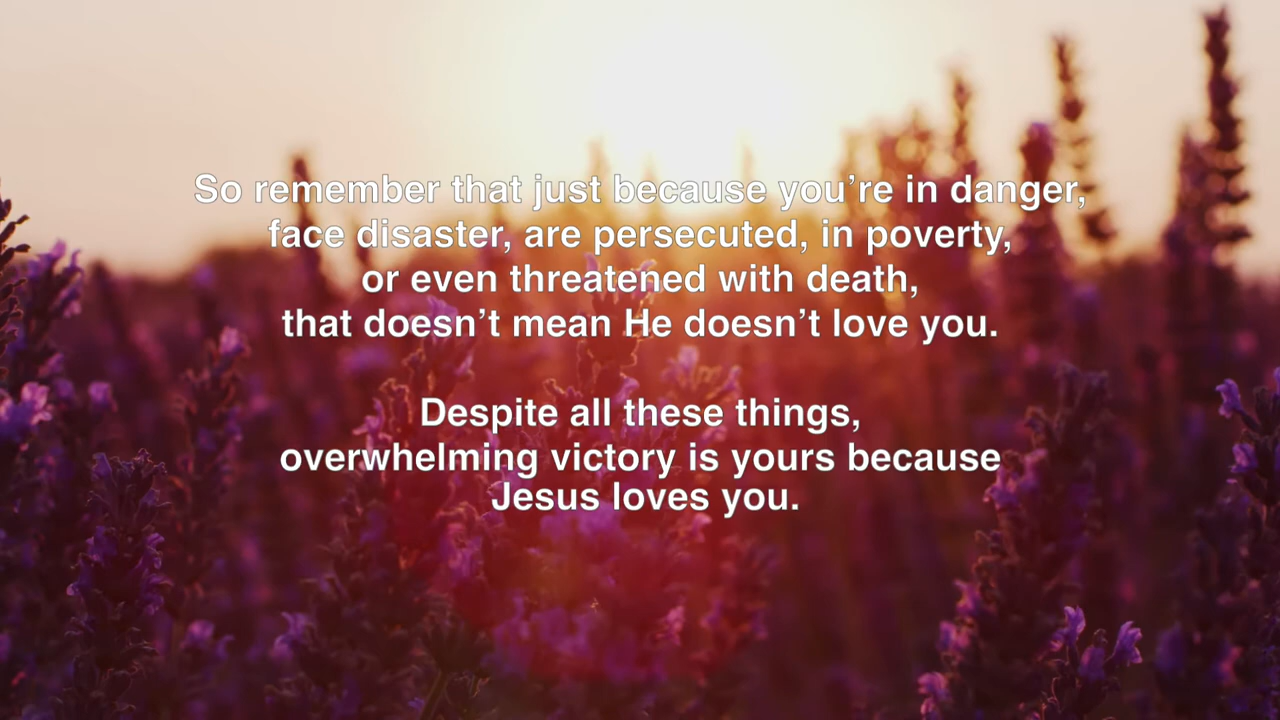 So remember that just because you’re in danger,
face disaster, are persecuted, in poverty,
or even threatened with death,
that doesn’t mean He doesn’t love you.
Despite all these things,
overwhelming victory is yours because
Jesus loves you.